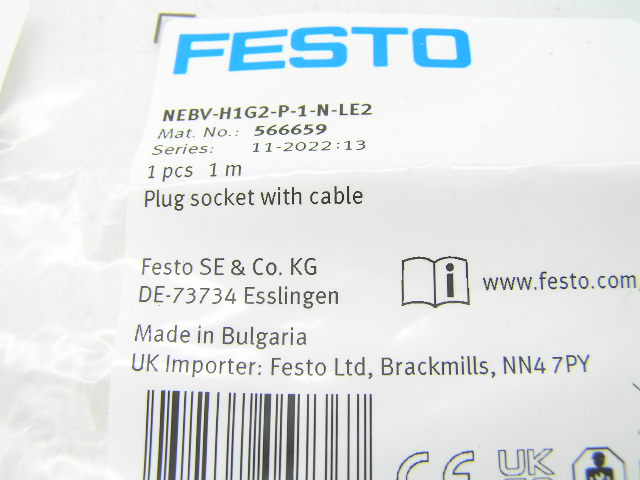 FESTO
NEBV-H1G2-P-1-N-LE2
Mat. No.: 566659
Series: 11-2022:13
1 pcs 1 m
Plug socket with cable
Festo SE & Co. KG
DE-73734 Esslingen
i www.festo.com
Made in Bulgaria
UK Importer: Festo Ltd, Brackmills, NN4 7PY
CE UK